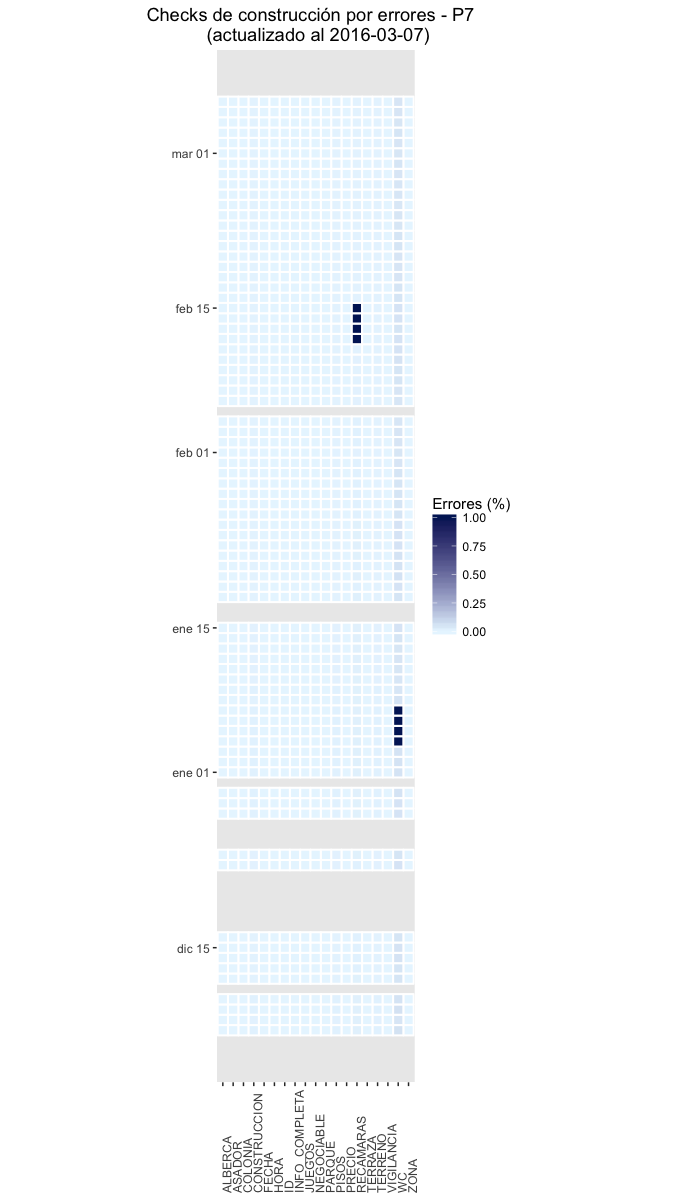 Checks de construcción por errores - P7
(actualizado al 2016-03-07)
mar 01
feb 15
feb 01
ene 15
ene 01
dic 15
Errores (%)
1.00
0.75
0.50
0.25
0.00
ALBERCA
ASADOR
COLONIA
CONSTRUCCION
FECHA
HORA
ID
INFO_COMPLETA
JUEGOS
NEGOCIABLE
PARQUE
PISOS
PRECIO
RECAMARAS
TERRAZA
TERRENO
VIGILANCIA
WC
ZONA